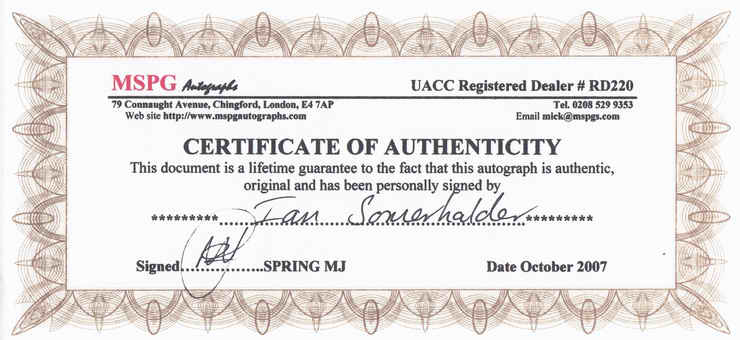 MSPG Autographs UACC Registered Dealer # RD220
79 Connaught Avenue, Chingford, London, E4 7AP Tel. 0208 529 9353
Web site http://www.mspgautographs.com Email mick@mspgs.com
CERTIFICATE OF AUTHENTICITY
This document is a lifetime guarantee to the fact that this autograph is authentic,
original and has been personally signed by
*********.....Ian Somerhalder.....*********
Signed.................SPRING MJ Date October 2007